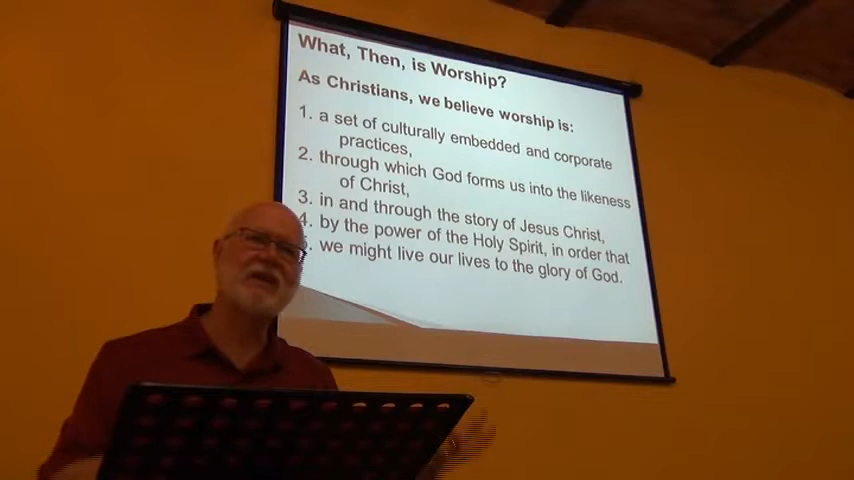 What, Then, is Worship?
As Christians, we believe worship is:
1. a set of culturally embedded and corporate
practices,
2. through which God forms us into the likeness
of Christ,
3. in and through the story of Jesus Christ,
4. by the power of the Holy Spirit, in order that
. we might live our lives to the glory of God.